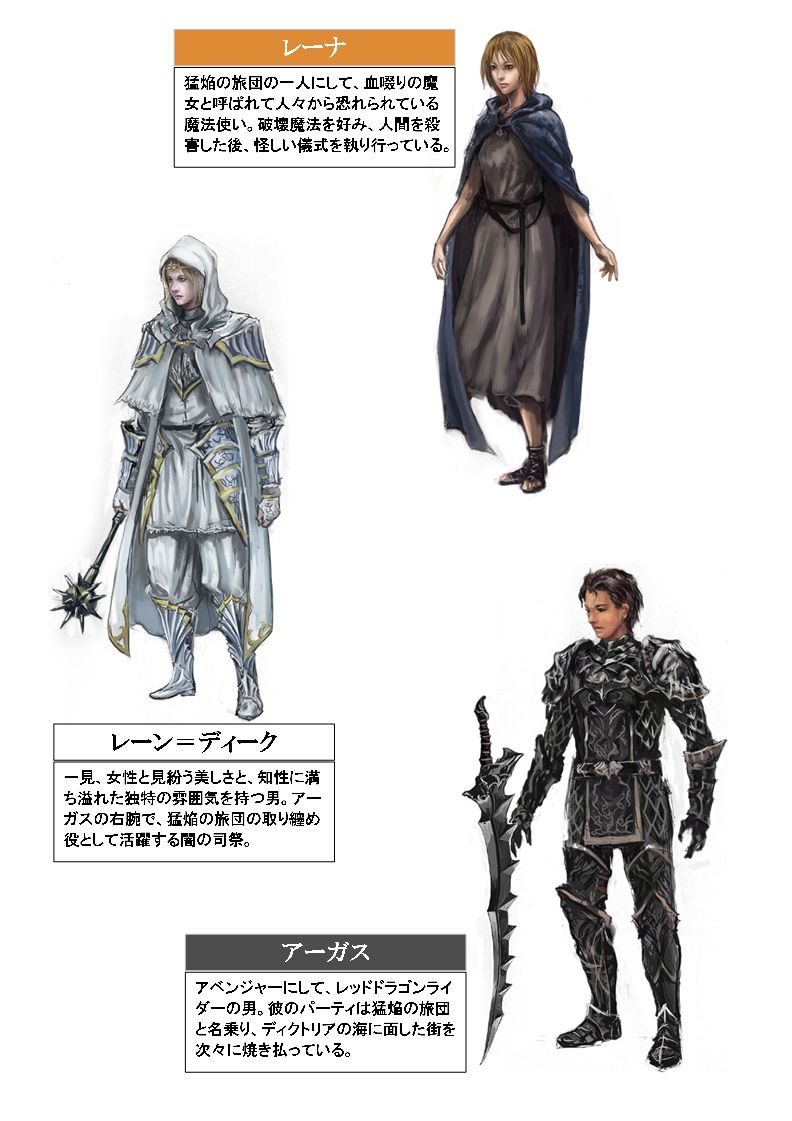 レーナ
猛焔の旅団の一人にして、血啜りの魔
女と呼ばれて人々から恐れられている
魔法使い。破壊魔法を好み、人間を殺
害した後、怪しい儀式を執り行っている。
レーン＝ディーク
一見、女性と見紛う美しさと、知性に満
ち溢れた独特の雰囲気を持つ男。アー
ガスの右腕で、猛焔の旅団の取り纏め
役として活躍する闇の司祭。
アーガス
アベンジャーにして、レッドドラゴンライ
ダーの男。彼のパーティは猛焔の旅団
と名乗り、ディクトリアの海に面した街を
次々に焼き払っている。